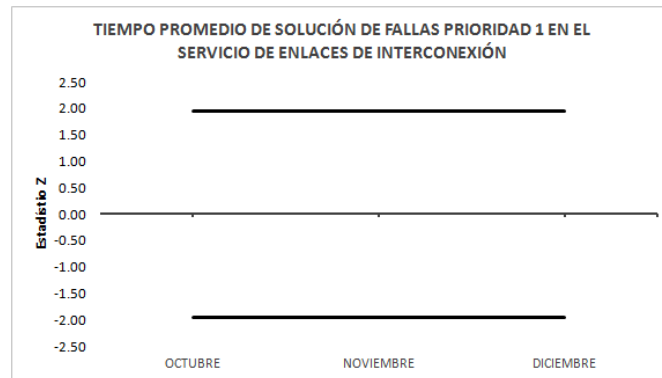 TIEMPO PROMEDIO DE SOLUCIÓN DE FALLAS PRIORIDAD 1 EN EL
SERVICIO DE ENLACES DE INTERCONEXIÓN
Estadístio Z
2.50
2.00
1.50
1.00
0.50
0.00
-0.50
-1.00
-1.50
-2.00
-2.50
OCTUBRE
NOVIEMBRE
DICIEMBRE